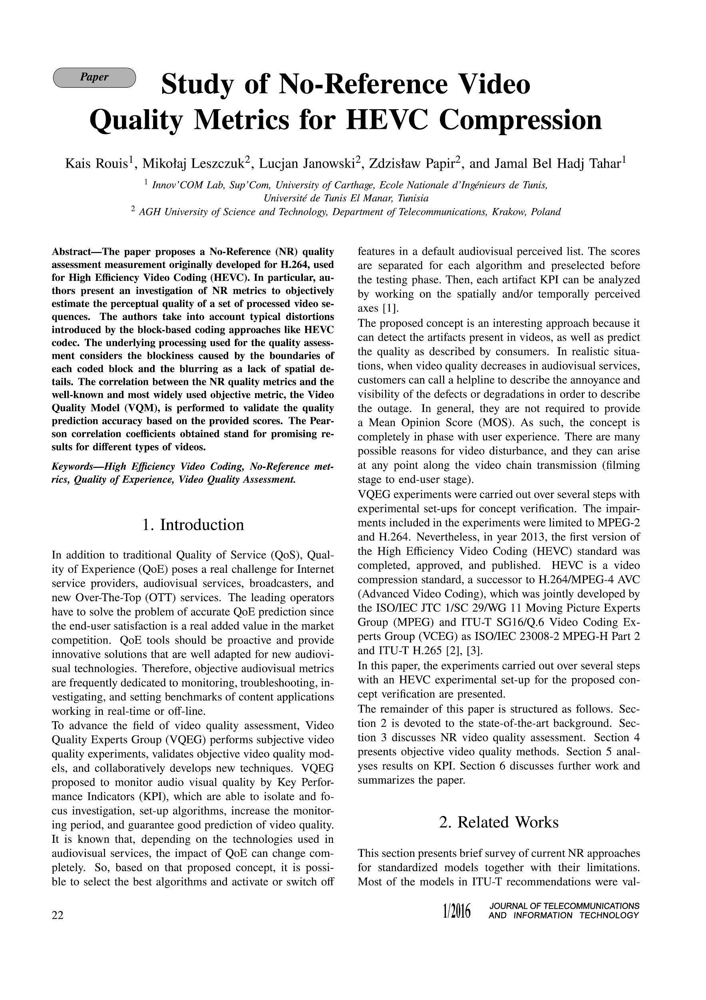 Paper
Study of No-Reference Video
Quality Metrics for HEVC Compression
Kais Rouis1, Mikołaj Leszczuk2, Lucjan Janowski2, Zdzisław Papir2, and Jamal Bel Hadj Tahar1
1 Innov'COM Lab, Sup'Com, University of Carthage, Ecole Nationale d'Ingénieurs de Tunis,
Université de Tunis El Manar, Tunisia
2 AGH University of Science and Technology, Department of Telecommunications, Krakow, Poland
Abstract—The paper proposes a No-Reference (NR) quality
assessment measurement originally developed for H.264, used
for High Efficiency Video Coding (HEVC). In particular, au-
thors present an investigation of NR metrics to objectively
estimate the perceptual quality of a set of processed video se-
quences. The authors take into account typical distortions
introduced by the block-based coding approaches like HEVC
codec. The underlying processing used for the quality assess-
ment considers the blockiness caused by the boundaries of
each coded block and the blurring as a lack of spatial de-
tails. The correlation between the NR quality metrics and the
well-known and most widely used objective metric, the Video
Quality Model (VQM), is performed to validate the quality
prediction accuracy based on the provided scores. The Pear-
son correlation coefficients obtained stand for promising re-
sults for different types of videos.
Keywords—High Efficiency Video Coding, No-Reference met-
rics, Quality of Experience, Video Quality Assessment.
1. Introduction
In addition to traditional Quality of Service (QoS), Qual-
ity of Experience (QoE) poses a real challenge for Internet
service providers, audiovisual services, broadcasters, and
new Over-The-Top (OTT) services. The leading operators
have to solve the problem of accurate QoE prediction since
the end-user satisfaction is a real added value in the market
competition. QoE tools should be proactive and provide
innovative solutions that are well adapted for new audiovi-
sual technologies. Therefore, objective audiovisual metrics
are frequently dedicated to monitoring, troubleshooting, in-
vestigating, and setting benchmarks of content applications
working in real-time or off-line.
To advance the field of video quality assessment, Video
Quality Experts Group (VQEG) performs subjective video
quality experiments, validates objective video quality mod-
els, and collaboratively develops new techniques. VQEG
proposed to monitor audio visual quality by Key Perfor-
mance Indicators (KPI), which are able to isolate and fo-
cus investigation, set-up algorithms, increase the monitor-
ing period, and guarantee good prediction of video quality.
It is known that, depending on the technologies used in
audiovisual services, the impact of QoE can change com-
pletely. So, based on that proposed concept, it is possi-
ble to select the best algorithms and activate or switch off
features in a default audiovisual perceived list. The scores
are separated for each algorithm and preselected before
the testing phase. Then, each artifact KPI can be analyzed
by working on the spatially and/or temporally perceived
axes [1].
The proposed concept is an interesting approach because it
can detect the artifacts present in videos, as well as predict
the quality as described by consumers. In realistic situa-
tions, when video quality decreases in audiovisual services,
customers can call a helpline to describe the annoyance and
visibility of the defects or degradations in order to describe
the outage. In general, they are not required to provide
a Mean Opinion Score (MOS). As such, the concept is
completely in phase with user experience. There are many
possible reasons for video disturbance, and they can arise
at any point along the video chain transmission (filming
stage to end-user stage).
VQEG experiments were carried out over several steps with
experimental set-ups for concept verification. The impair-
ments included in the experiments were limited to MPEG-2
and H.264. Nevertheless, in year 2013, the first version of
the High Efficiency Video Coding (HEVC) standard was
completed, approved, and published. HEVC is a video
compression standard, a successor to H.264/MPEG-4 AVC
(Advanced Video Coding), which was jointly developed by
the ISO/IEC JTC 1/SC 29/WG 11 Moving Picture Experts
Group (MPEG) and ITU-T SG16/Q.6 Video Coding Ex-
perts Group (VCEG) as ISO/IEC 23008-2 MPEG-H Part 2
and ITU-T H.265 [2], [3].
In this paper, the experiments carried out over several steps
with an HEVC experimental set-up for the proposed con-
cept verification are presented.
The remainder of this paper is structured as follows. Sec-
tion 2 is devoted to the state-of-the-art background. Sec-
tion 3 discusses NR video quality assessment. Section 4
presents objective video quality methods. Section 5 anal-
yses results on KPI. Section 6 discusses further work and
summarizes the paper.
2. Related Works
This section presents brief survey of current NR approaches
for standardized models together with their limitations.
Most of the models in ITU-T recommendations were val-
22
1/2016
JOURNAL OF TELECOMMUNICATIONS
AND INFORMATION TECHNOLOGY